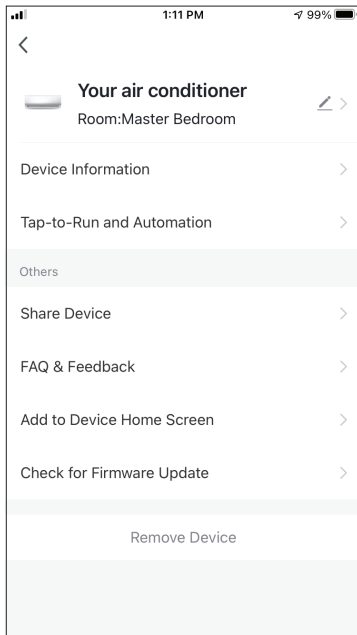 1:11 PM
99%
Your air conditioner
Room:Master Bedroom
Device Information
Tap-to-Run and Automation
Others
Share Device
FAQ & Feedback
Add to Device Home Screen
Check for Firmware Update
Remove Device